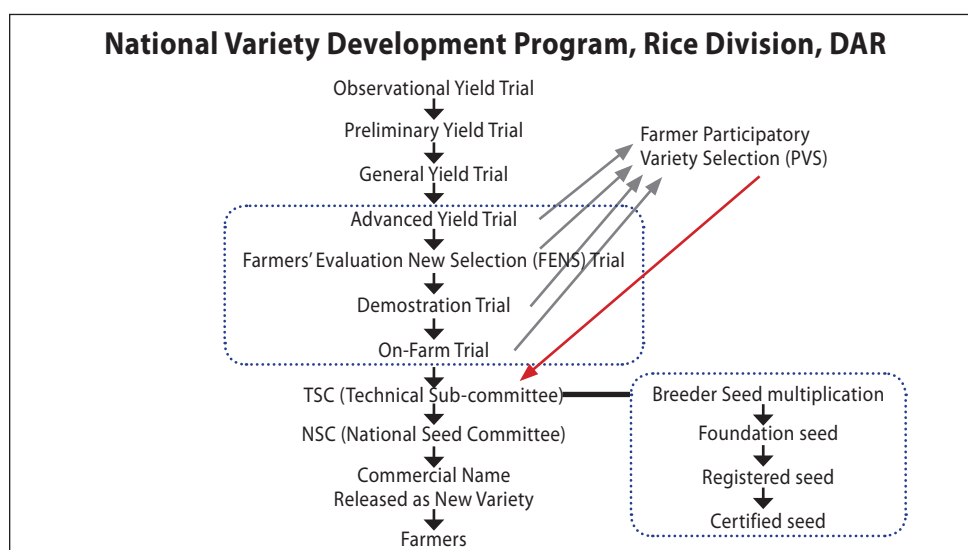 National Variety Development Program, Rice Division, DAR
Observational Yield Trial
Preliminary Yield Trial
General Yield Trial
Advanced Yield Trial
Farmers’ Evaluation New Selection (FENS) Trial
Demostration Trial
On-Farm Trial
TSC (Technical Sub-committee)
NSC (National Seed Committee)
Commercial Name
Released as New Variety
Farmers
Farmer Participatory
Variety Selection (PVS)
Breeder Seed multiplication
Foundation seed
Registered seed
Certified seed